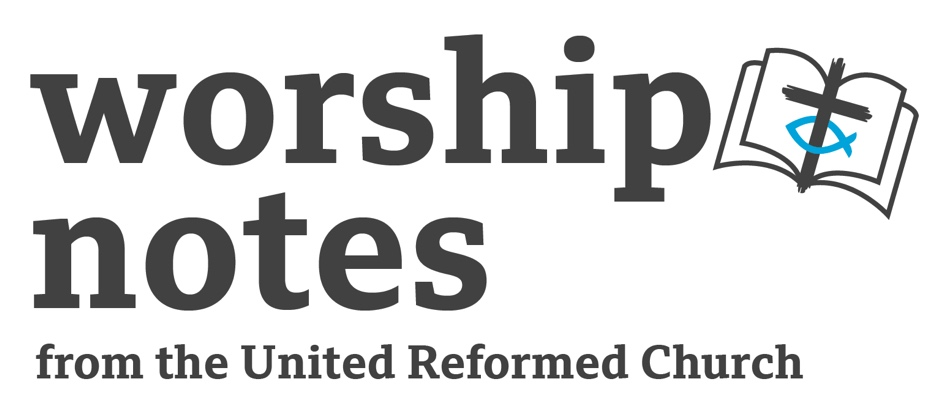 worship
notes
from the United Reformed Church